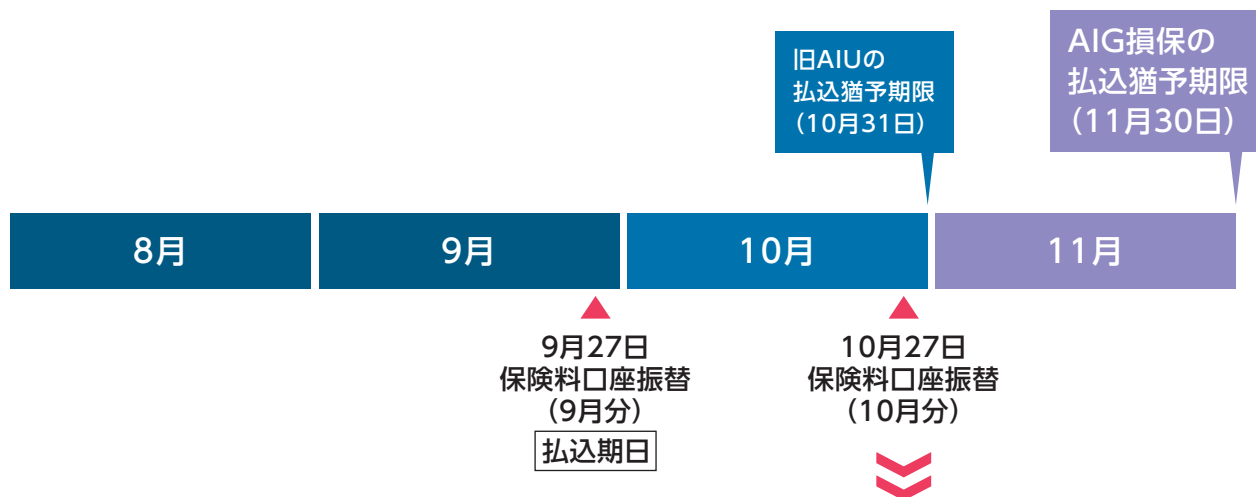 旧AIUの
払込猶予期限
（10月31日）
AIG損保の
払込猶予期限
（11月30日）
8月
9月
10月
11月
9月27日
保険料口座振替
（9月分）
払込期日
10月27日
保険料口座振替
（10月分）